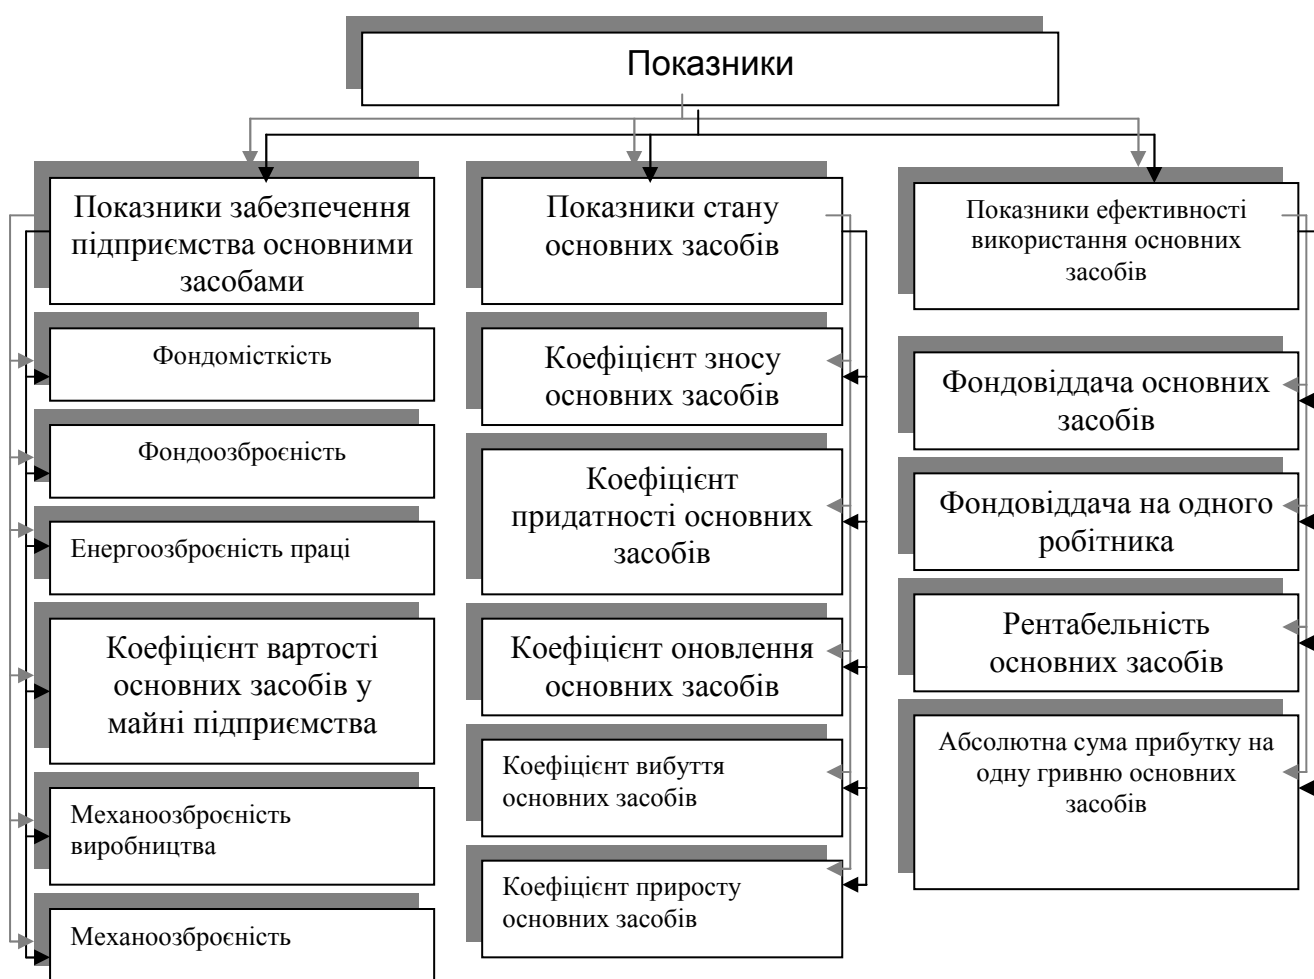 Показники
Показники забезпечення
підприємства основними
засобами
Фондомісткість
Фондоозброєність
Енергоозброєність праці
Коефіцієнт вартості
основних засобів у
майні підприємства
Механоозброєність
виробництва
Механоозброєність
Показники стану
основних засобів
Коефіцієнт зносу
основних засобів
Коефіцієнт
придатності основних
засобів
Коефіцієнт оновлення
основних засобів
Коефіцієнт вибуття
основних засобів
Коефіцієнт приросту
основних засобів
Показники ефективності
використання основних
засобів
Фондовіддача основних
засобів
Фондовіддача на одного
робітника
Рентабельність
основних засобів
Абсолютна сума прибутку на
одну гривню основних
засобів